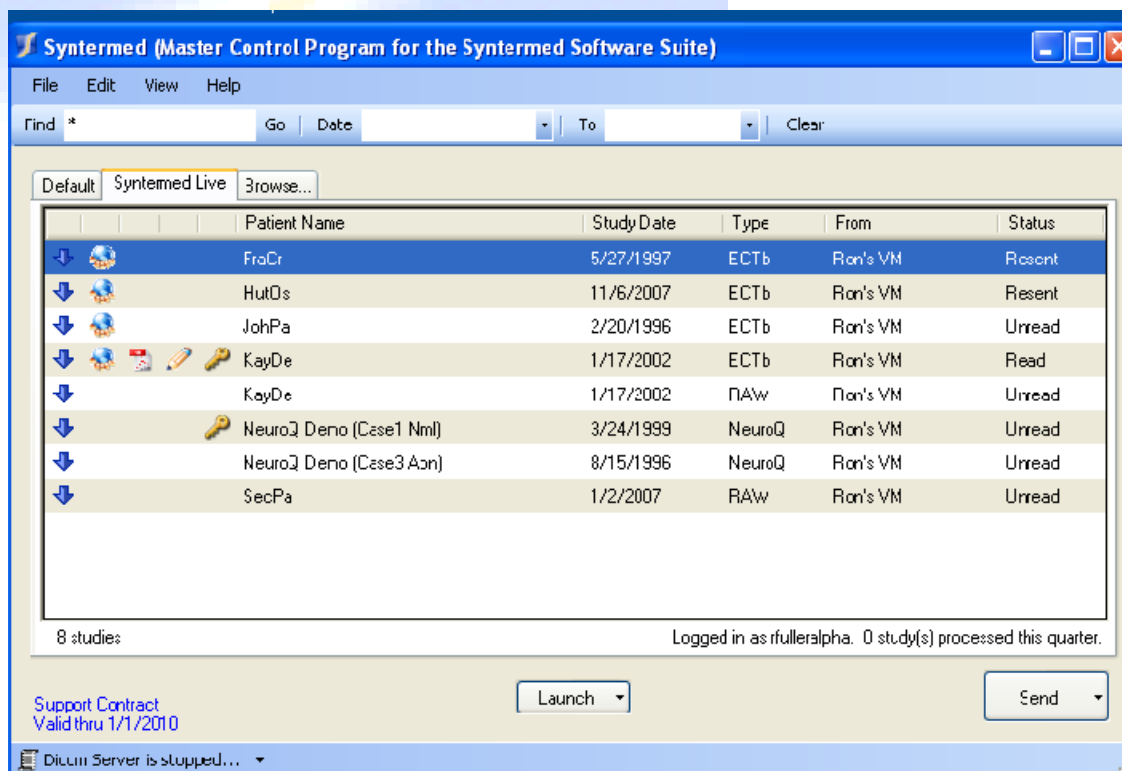 Syntermed (Master Control Program for the Syntermed Software Suite)
File Edit View Help
Find * Go Date To Clear
Default Syntermed Live Browse...
Patient Name Study Date Type From Status
FraCr 5/27/1997 ECTb Ron's VM Resent
HutOs 11/6/2007 ECTb Ron's VM Resent
JohPa 2/20/1996 ECTb Ron's VM Unread
KayDe 1/17/2002 ECTb Ron's VM Read
KayDe 1/17/2002 RAW Ron's VM Unread
NeuroQ Demo (Case1 Nml) 3/24/1999 NeuroQ Ron's VM Unread
NeuroQ Demo (Case3 Abn) 8/15/1996 NeuroQ Ron's VM Unread
SecPa 1/2/2007 RAW Ron's VM Unread
8 studies Logged in as rfulleralpha. 0 study(s) processed this quarter.
Support Contract
Valid thru 1/1/2010
Launch
Send
Dicom Server is stopped...